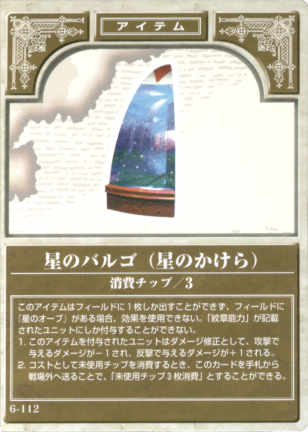 アイテム
星のバルゴ（星のかけら）
消費チップ／3
このアイテムはフィールドに1枚しか出すことができず、フィールドに
「星のオーブ」がある場合、効果を使用できない。「紋章能力」が記載
されたユニットにしか付与することができない。
1. このアイテムを付与されたユニットはダメージ修正として、攻撃で
与えるダメージが－1され、反撃で与えるダメージが＋1される。
2. コストとして未使用チップを消費するとき、このカードを手札から
戦場外へ送ることで、「未使用チップ3枚消費」とすることができる。
6-112